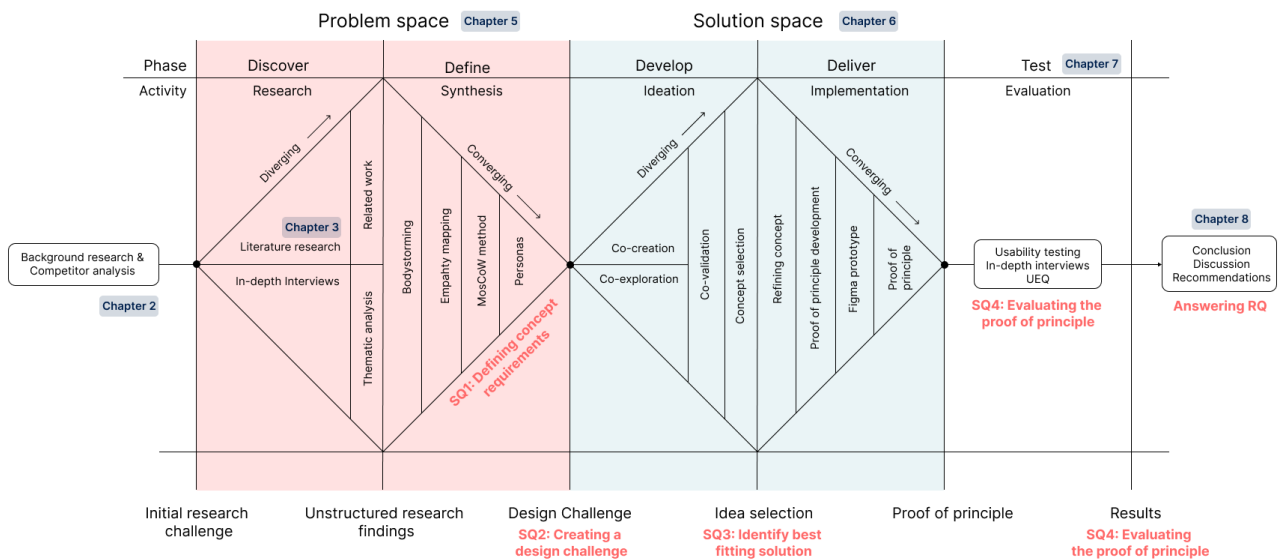 Problem space
Chapter 5
Solution space
Chapter 6
Phase
Discover
Define
Develop
Deliver
Test
Chapter 7
Activity
Research
Synthesis
Ideation
Implementation
Evaluation
Background research &
Competitor analysis
Chapter 2
Diverging
Chapter 3
Literature research
In-depth Interviews
Related work
Thematic analysis
Converging
Bodystorming
Empahty mapping
MosCoW method
Personas
SQ1: Defining concept
requirements
Diverging
Co-creation
Co-exploration
Co-validation
Concept selection
Converging
Refining concept
Proof of principle development
Figma prototype
Proof of
principle
Usability testing
In-depth interviews
UEQ
SQ4: Evaluating the
proof of principle
Chapter 8
Conclusion
Discussion
Recommendations
Answering RQ
Initial research
challenge
Unstructured research
findings
Design Challenge
SQ2: Creating a
design challenge
Idea selection
SQ3: Identify best
fitting solution
Proof of principle
Results
SQ4: Evaluating
the proof of principle